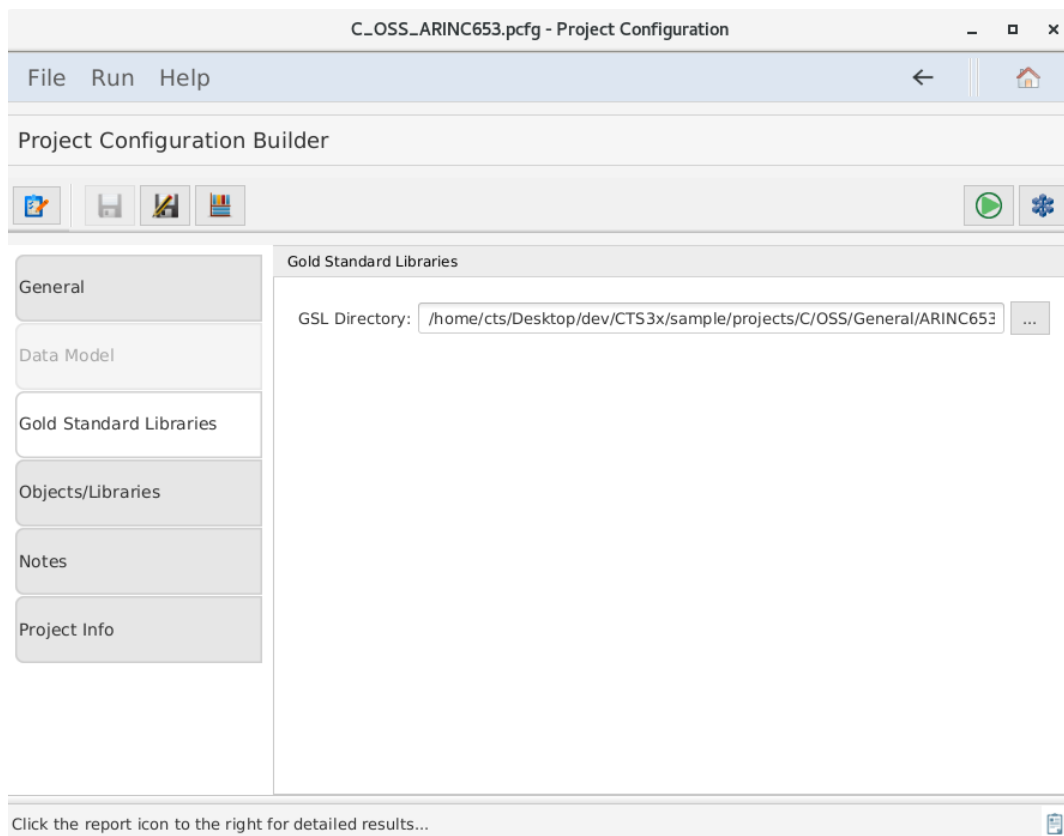 C_OSS_ARINC653.pcfg - Project Configuration
File Run Help
Project Configuration Builder
General
Data Model
Gold Standard Libraries
Objects/Libraries
Notes
Project Info
Gold Standard Libraries
GSL Directory: /home/cts/Desktop/dev/CTS3x/sample/projects/C/OSS/General/ARINC653 ...
Click the report icon to the right for detailed results...